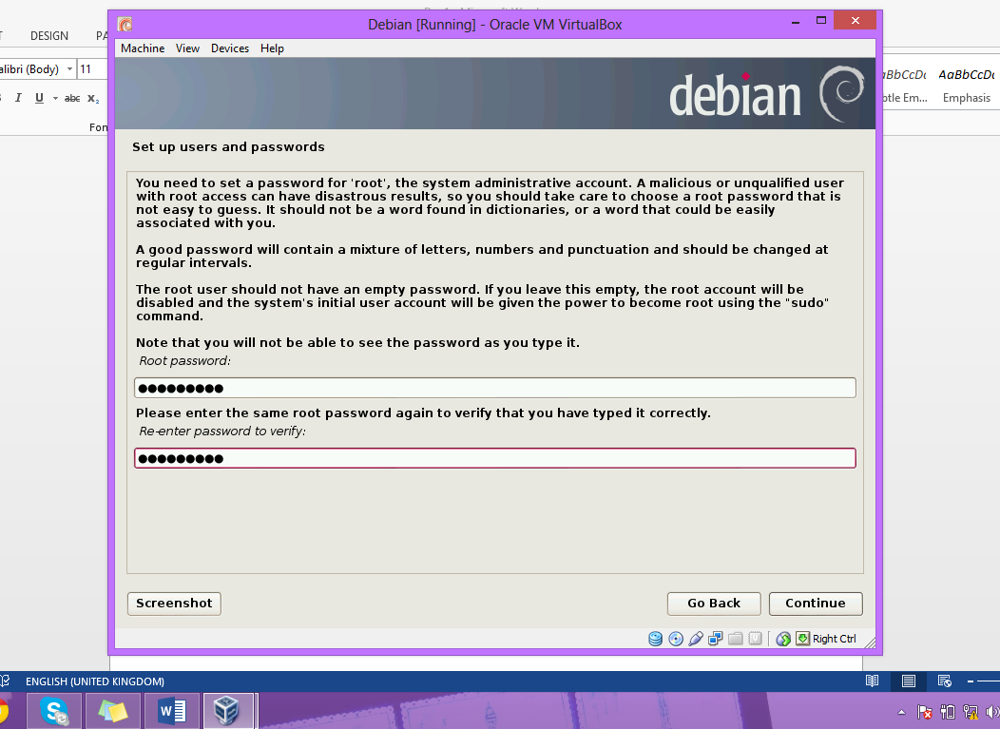 Debian [Running] - Oracle VM VirtualBox
DESIGN
Machine View Devices Help
(Body) 11
I U abc x₂
debian
AaBbCcDc
Emphasis
Set up users and passwords
You need to set a password for 'root', the system administrative account. A malicious or unqualified user
with root access can have disastrous results, so you should take care to choose a root password that is
not easy to guess. It should not be a word found in dictionaries, or a word that could be easily
associated with you.
A good password will contain a mixture of letters, numbers and punctuation and should be changed at
regular intervals.
The root user should not have an empty password. If you leave this empty, the root account will be
disabled and the system's initial user account will be given the power to become root using the "sudo"
command.
Note that you will not be able to see the password as you type it.
Root password:
●●●●●●●●●
Please enter the same root password again to verify that you have typed it correctly.
Re-enter password to verify:
●●●●●●●●●
Screenshot Go Back Continue
Right Ctrl
ENGLISH (UNITED KINGDOM)